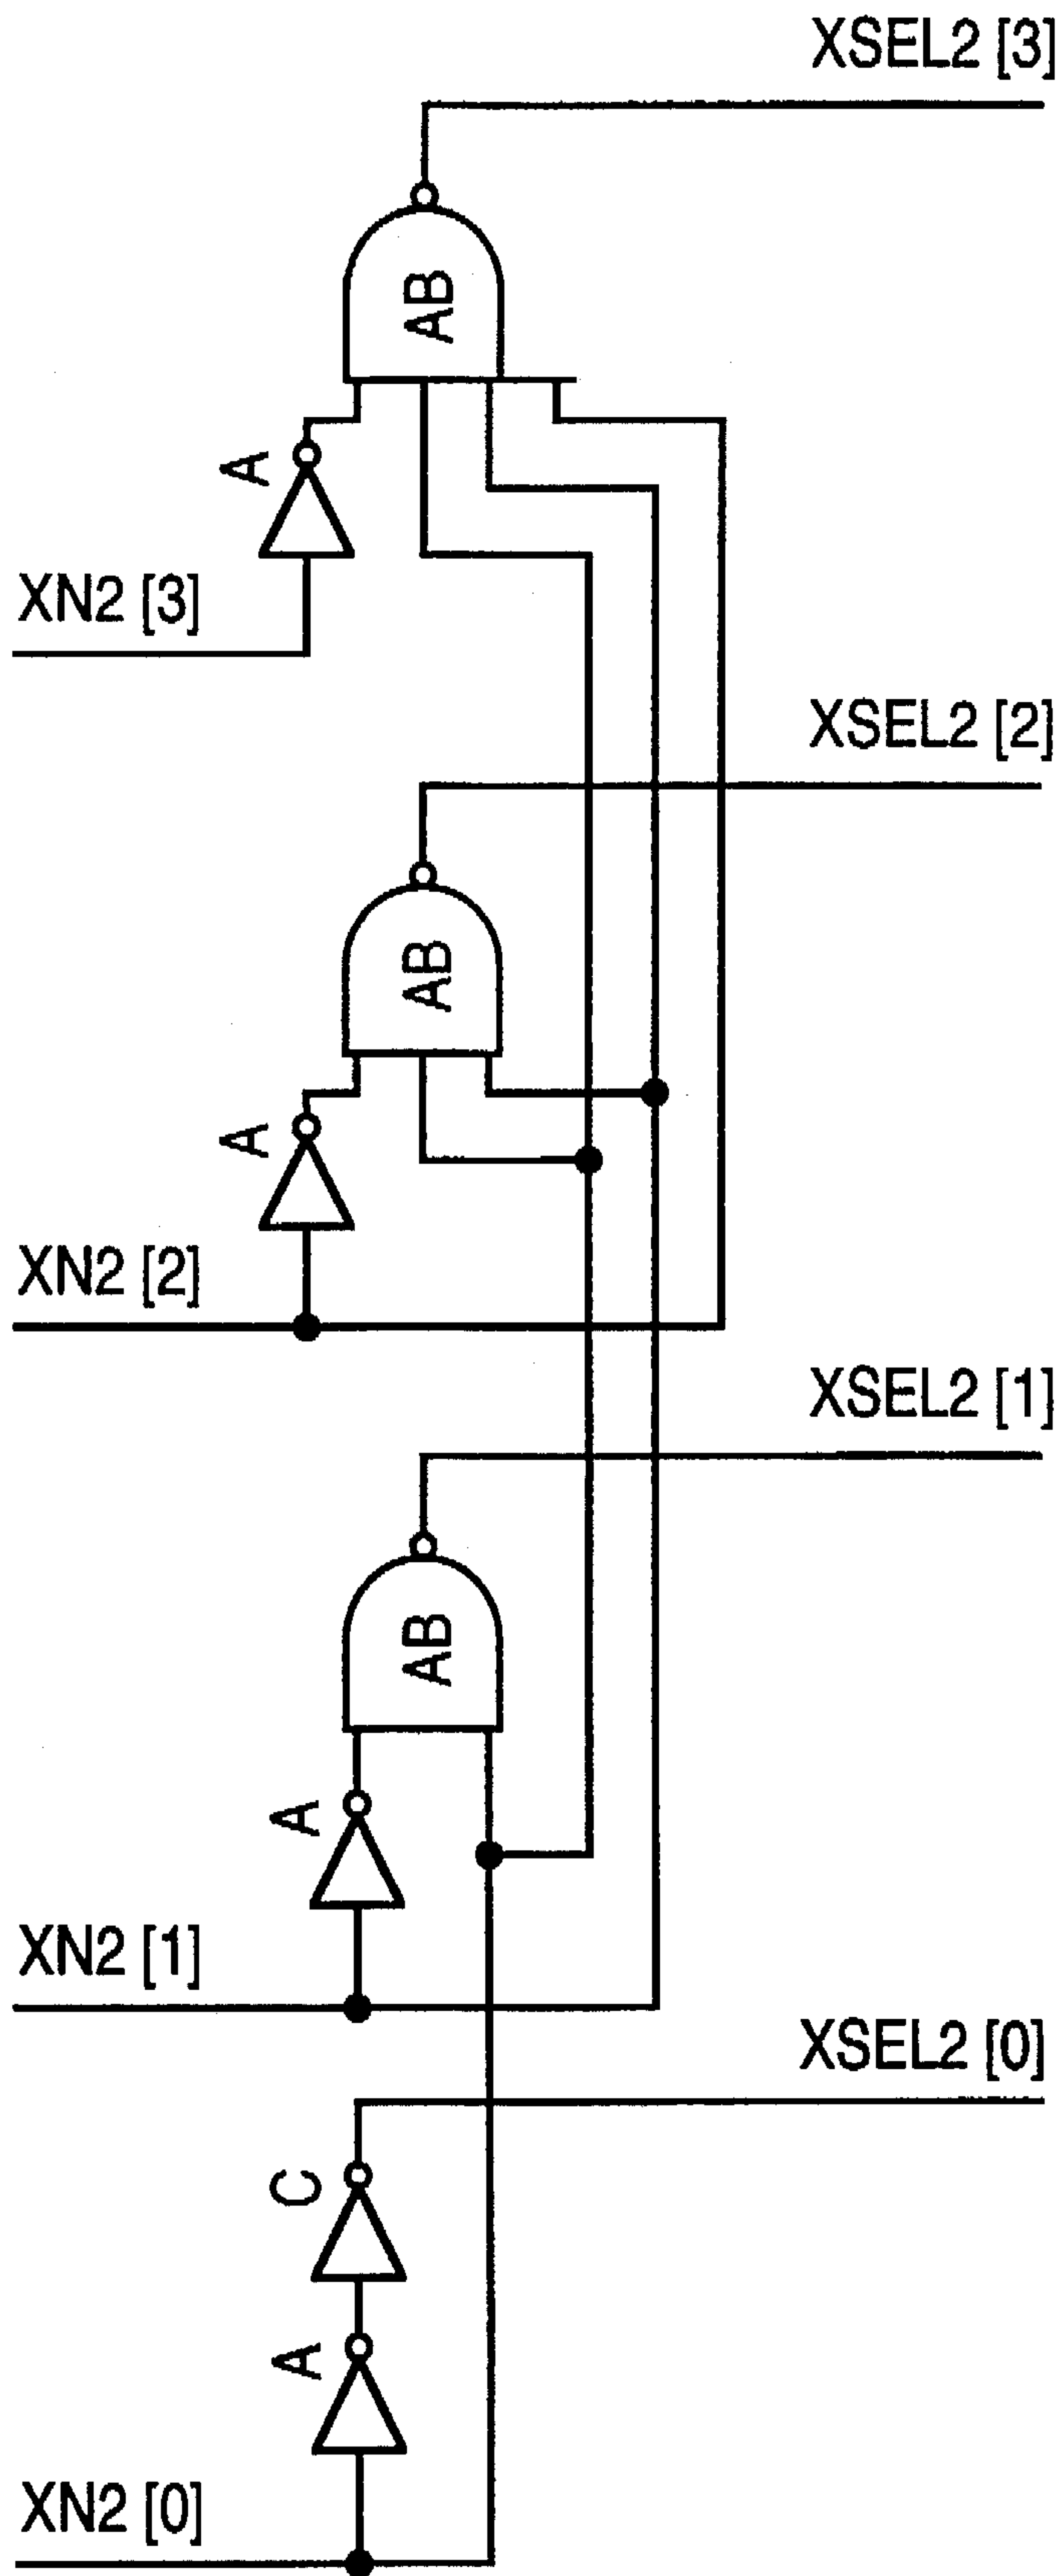 XSEL2 [3]
AB
A
XN2 [3]
XSEL2 [2]
AB
A
XN2 [2]
XSEL2 [1]
AB
A
XN2 [1]
XSEL2 [0]
C
A
XN2 [0]